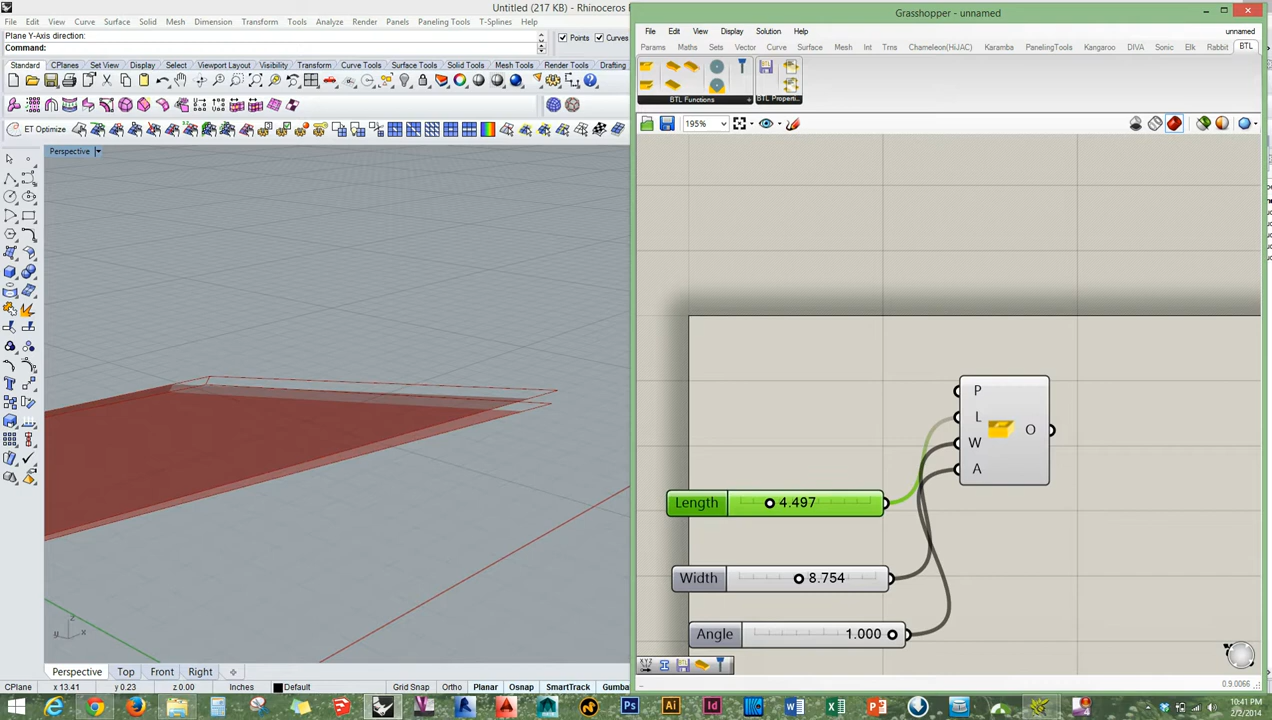 Untitled (217 KB) - Rhinoceros
File Edit View Curve Surface Solid Mesh Dimension Transform Tools Analyze Render Panels Paneling Tools T-Splines Help
Plane Y-Axis direction:
Command:
Points Curves
Standard CPlanes Set View Display Select Viewport Layout Visibility Transform Curve Tools Surface Tools Solid Tools Mesh Tools Render Tools Drafting
ET Optimize
Perspective
z
y x
Perspective Top Front Right
CPlane x 13.41 y 0.23 z 0.00 Inches Default Grid Snap Ortho Planar Osnap SmartTrack Gumba
Grasshopper - unnamed
File Edit View Display Solution Help unnamed
Params Maths Sets Vector Curve Surface Mesh Int Trns Chameleon(HiJAC) Karamba PanelingTools Kangaroo DIVA Sonic Elk Rabbit BTL
BTL Functions BTL Properti...
195%
P
L
W O
A
Length 4.497
Width 8.754
Angle 1.000
0.9.0066
10:41 PM
2/2/2014